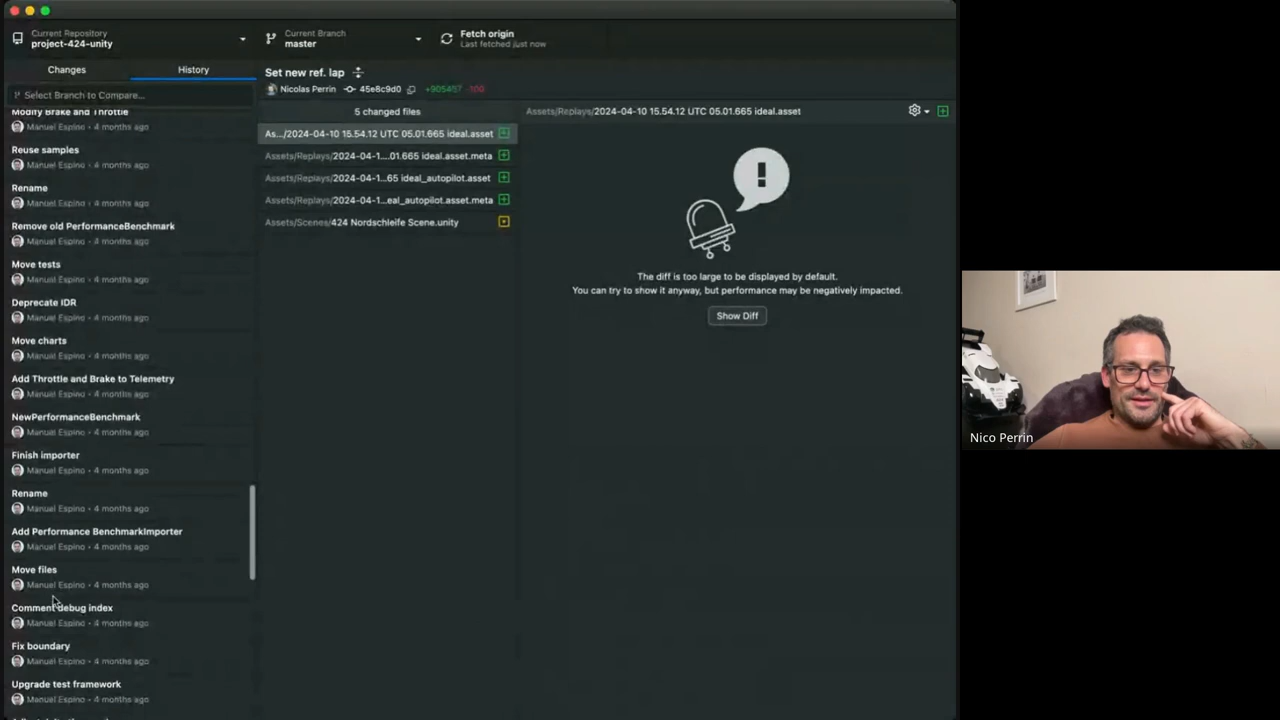 Current Repository
project-424-unity
Current Branch
master
Fetch origin
Last fetched just now
Changes
History
Select Branch to Compare...
Modify Brake and Throttle
Manuel Espino • 4 months ago
Reuse samples
Manuel Espino • 4 months ago
Rename
Manuel Espino • 4 months ago
Remove old PerformanceBenchmark
Manuel Espino • 4 months ago
Move tests
Manuel Espino • 4 months ago
Deprecate IDR
Manuel Espino • 4 months ago
Move charts
Manuel Espino • 4 months ago
Add Throttle and Brake to Telemetry
Manuel Espino • 4 months ago
NewPerformanceBenchmark
Manuel Espino • 4 months ago
Finish importer
Manuel Espino • 4 months ago
Rename
Manuel Espino • 4 months ago
Add Performance BenchmarkImporter
Manuel Espino • 4 months ago
Move files
Manuel Espino • 4 months ago
Comment debug index
Manuel Espino • 4 months ago
Fix boundary
Manuel Espino • 4 months ago
Upgrade test framework
Manuel Espino • 4 months ago
Set new ref. lap
Nicolas Perrin 45e8c9d0 +905457 -100
5 changed files
As.../2024-04-10 15.54.12 UTC 05.01.665 ideal.asset
Assets/Replays/2024-04-1....01.665 ideal.asset.meta
Assets/Replays/2024-04-1...65 ideal_autopilot.asset
Assets/Replays/2024-04-1...eal_autopilot.asset.meta
Assets/Scenes/424 Nordschleife Scene.unity
Assets/Replays/2024-04-10 15.54.12 UTC 05.01.665 ideal.asset
The diff is too large to be displayed by default.
You can try to show it anyway, but performance may be negatively impacted.
Show Diff
Nico Perrin